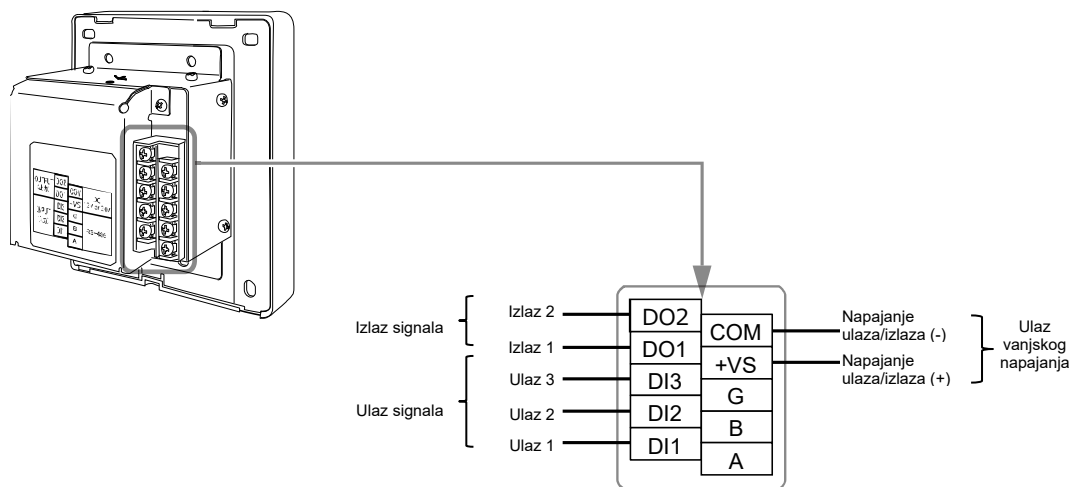 Izlaz signala
Izlaz 2
Izlaz 1
Ulaz signala
Ulaz 3
Ulaz 2
Ulaz 1
DO2
DO1
DI3
DI2
DI1
COM
+VS
G
B
A
Napajanje
ulaza/izlaza (-)
Napajanje
ulaza/izlaza (+)
Ulaz
vanjskog
napajanja